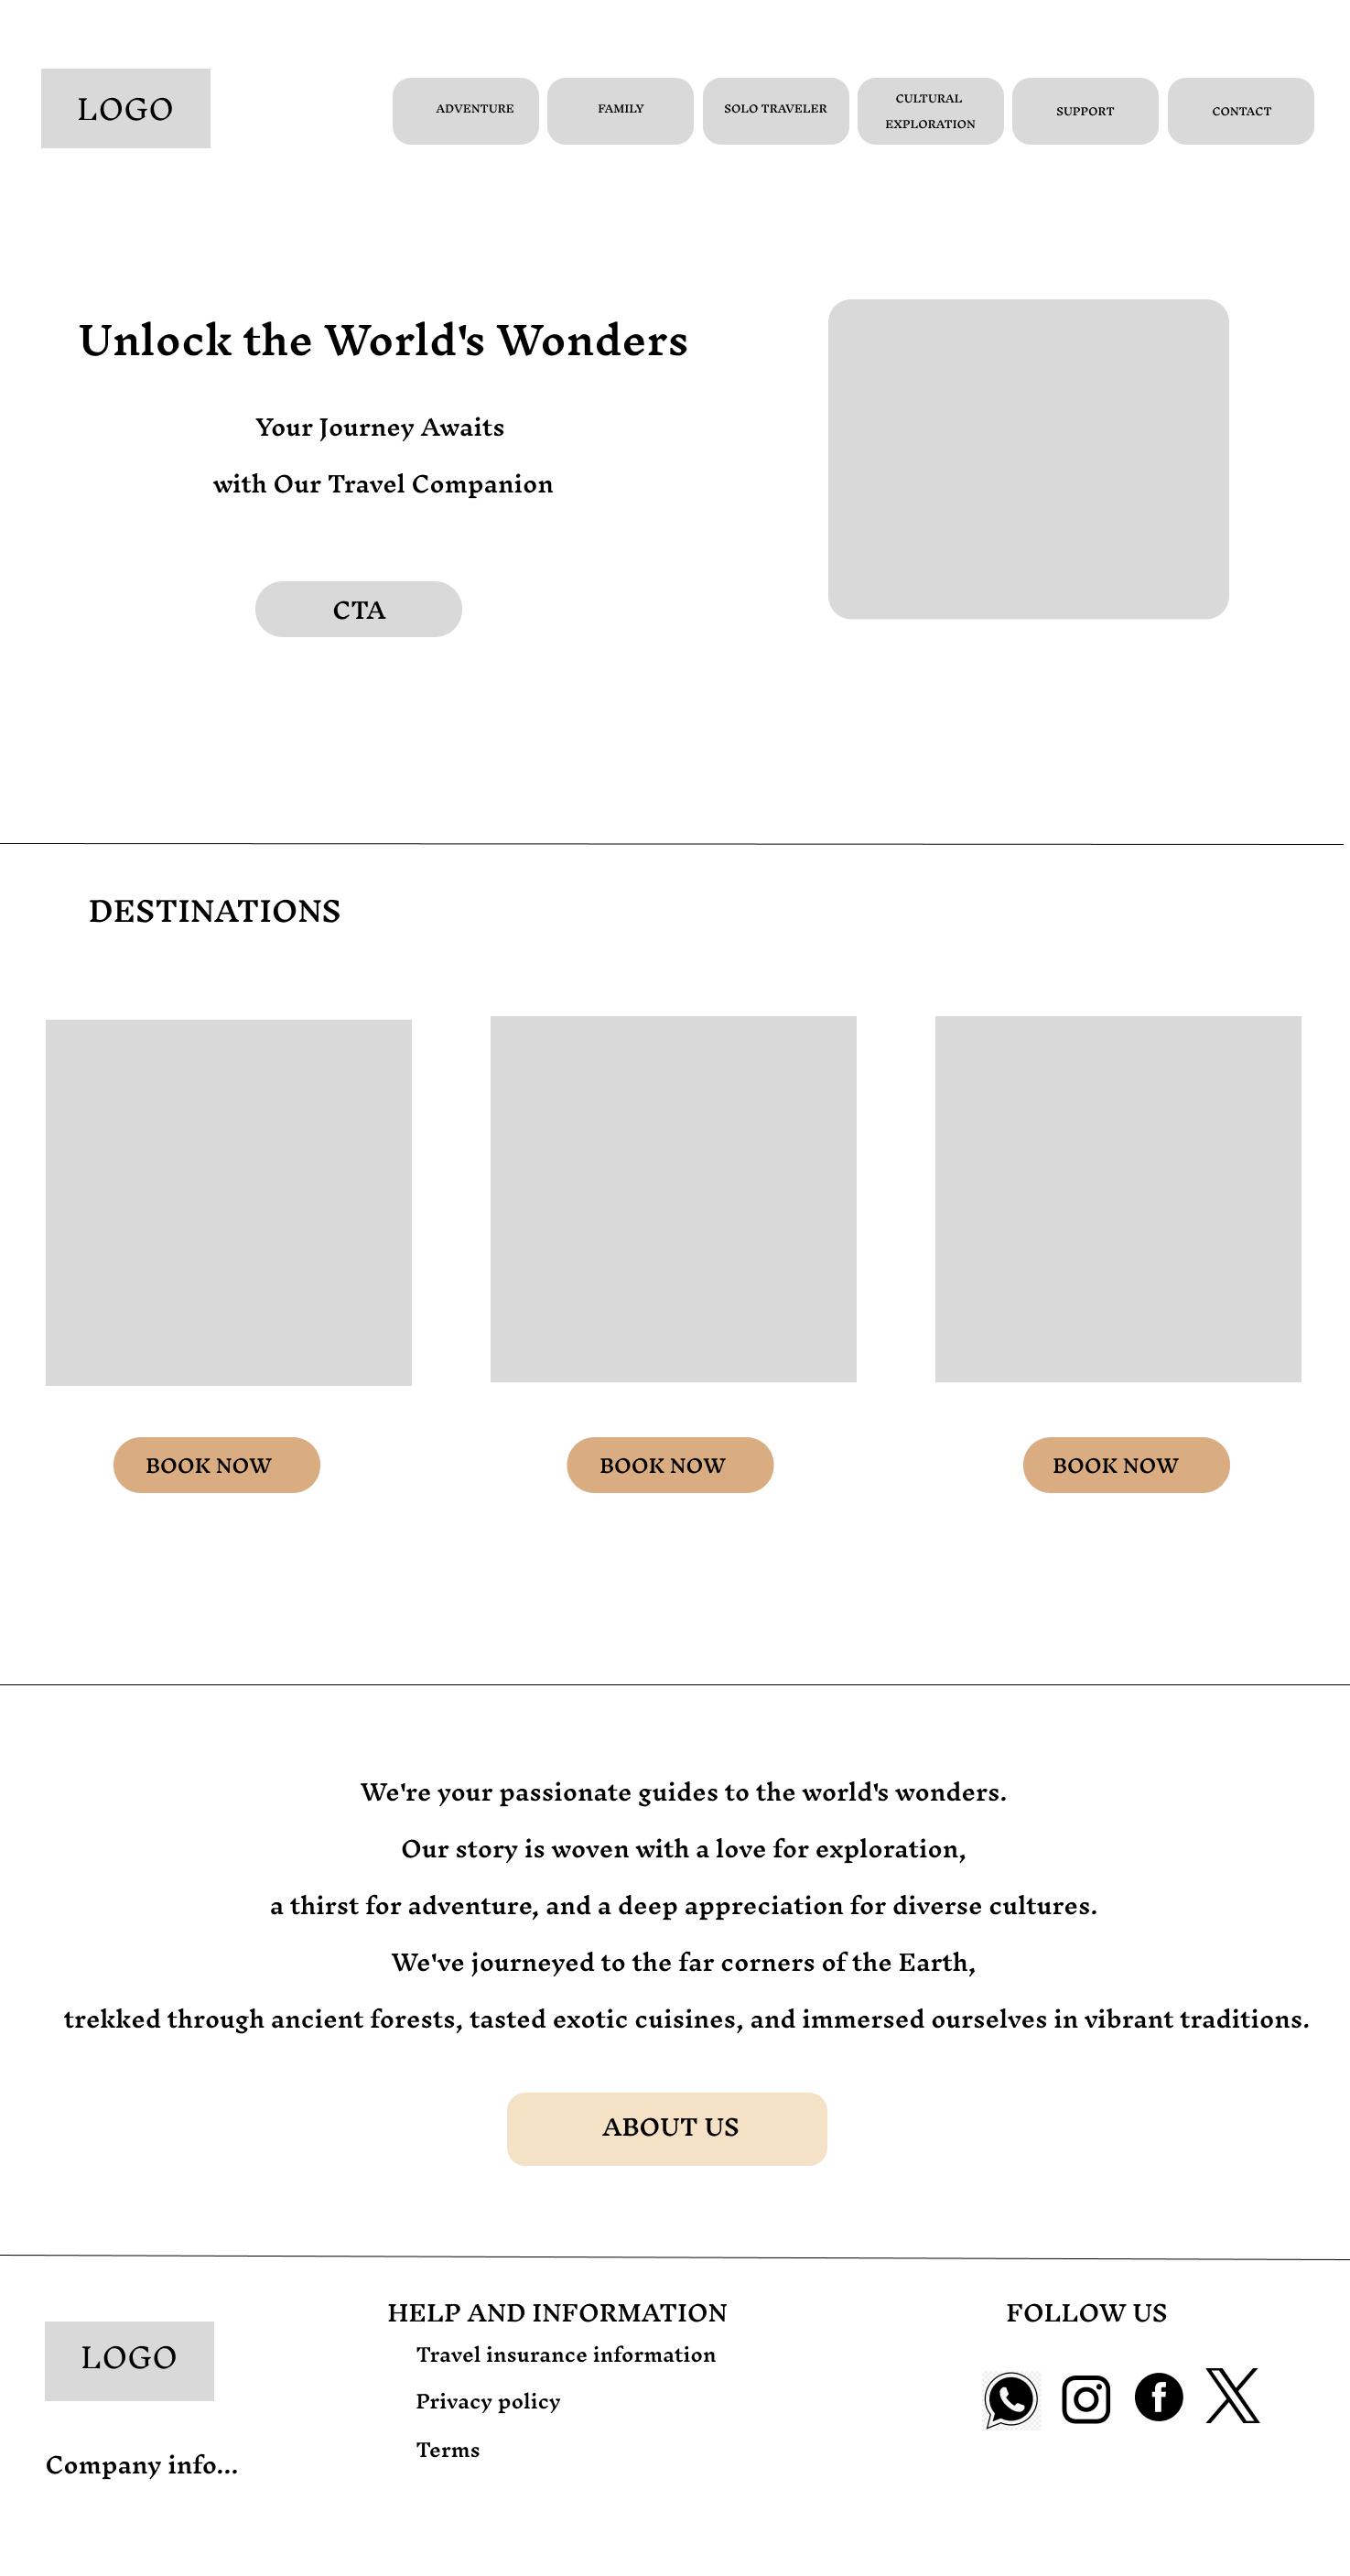 LOGO
ADVENTURE
FAMILY
SOLO TRAVELER
CULTURAL
EXPLORATION
SUPPORT
CONTACT
Unlock the World's Wonders
Your Journey Awaits
with Our Travel Companion
CTA
DESTINATIONS
BOOK NOW
BOOK NOW
BOOK NOW
We're your passionate guides to the world's wonders.
Our story is woven with a love for exploration,
a thirst for adventure, and a deep appreciation for diverse cultures.
We've journeyed to the far corners of the Earth,
trekked through ancient forests, tasted exotic cuisines, and immersed ourselves in vibrant traditions.
ABOUT US
LOGO
Company info...
HELP AND INFORMATION
Travel insurance information
Privacy policy
Terms
FOLLOW US